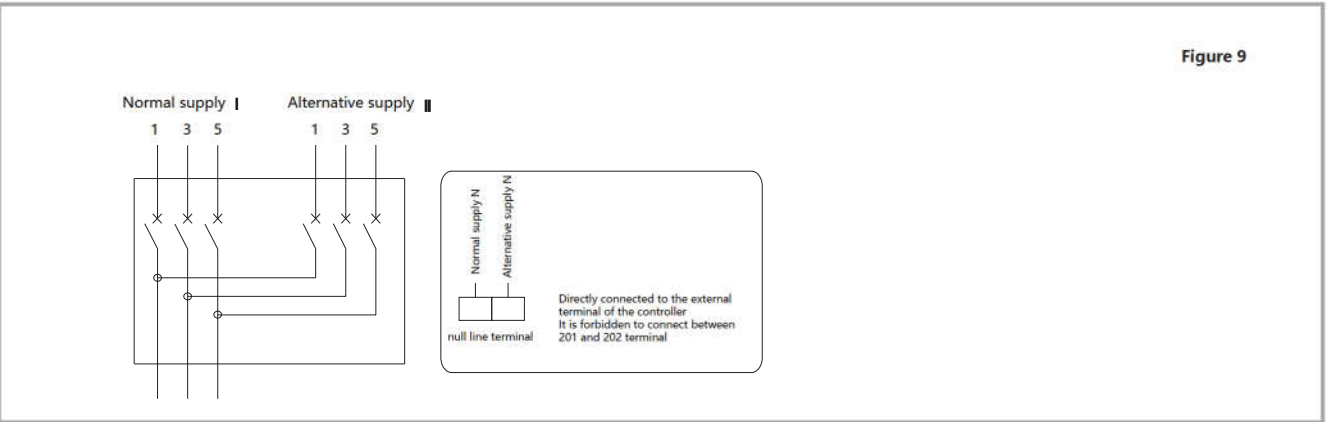 Figure 9
Normal supply I
Alternative supply II
1 3 5
1 3 5
Normal supply N
Alternative supply N
null line terminal
Directly connected to the external
terminal of the controller
It is forbidden to connect between
201 and 202 terminal